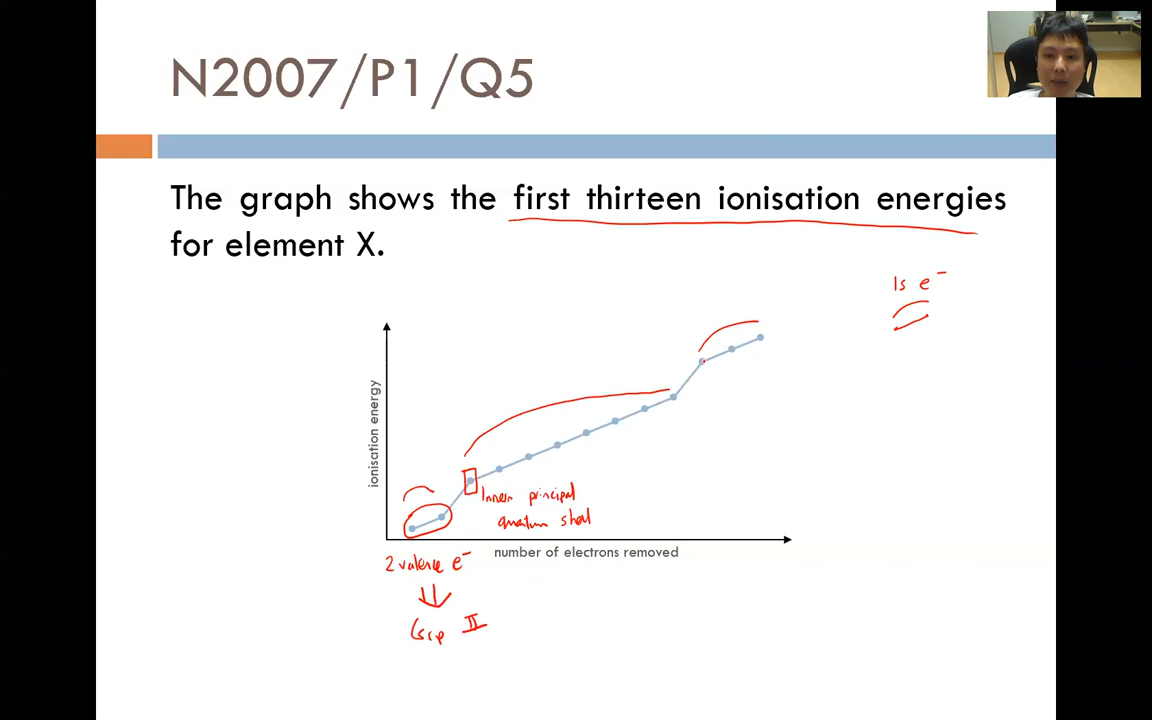 N2007/P1/Q5
The graph shows the first thirteen ionisation energies
for element X.
1s e⁻
ionisation energy
Inner principal
quantum shell
number of electrons removed
2 valence e⁻
Grp II